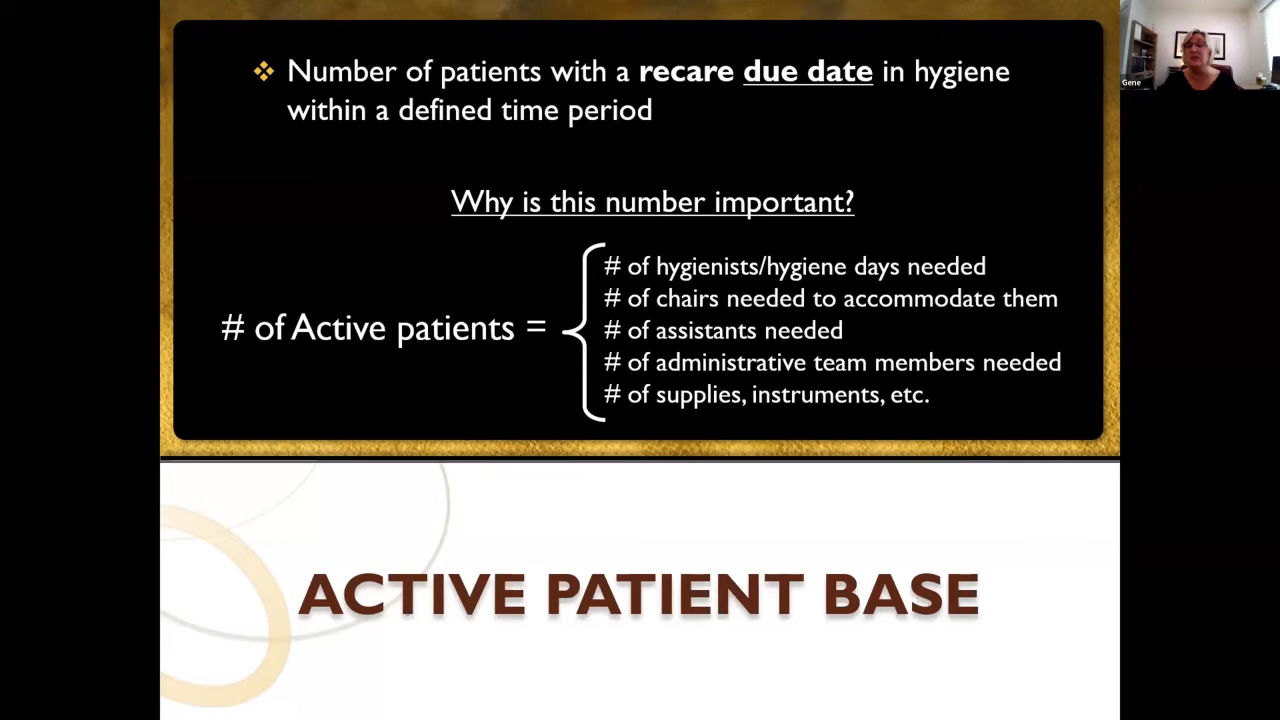 ❖ Number of patients with a recare due date in hygiene
within a defined time period
Why is this number important?
# of Active patients =
# of hygienists/hygiene days needed
# of chairs needed to accommodate them
# of assistants needed
# of administrative team members needed
# of supplies, instruments, etc.
ACTIVE PATIENT BASE
Gene